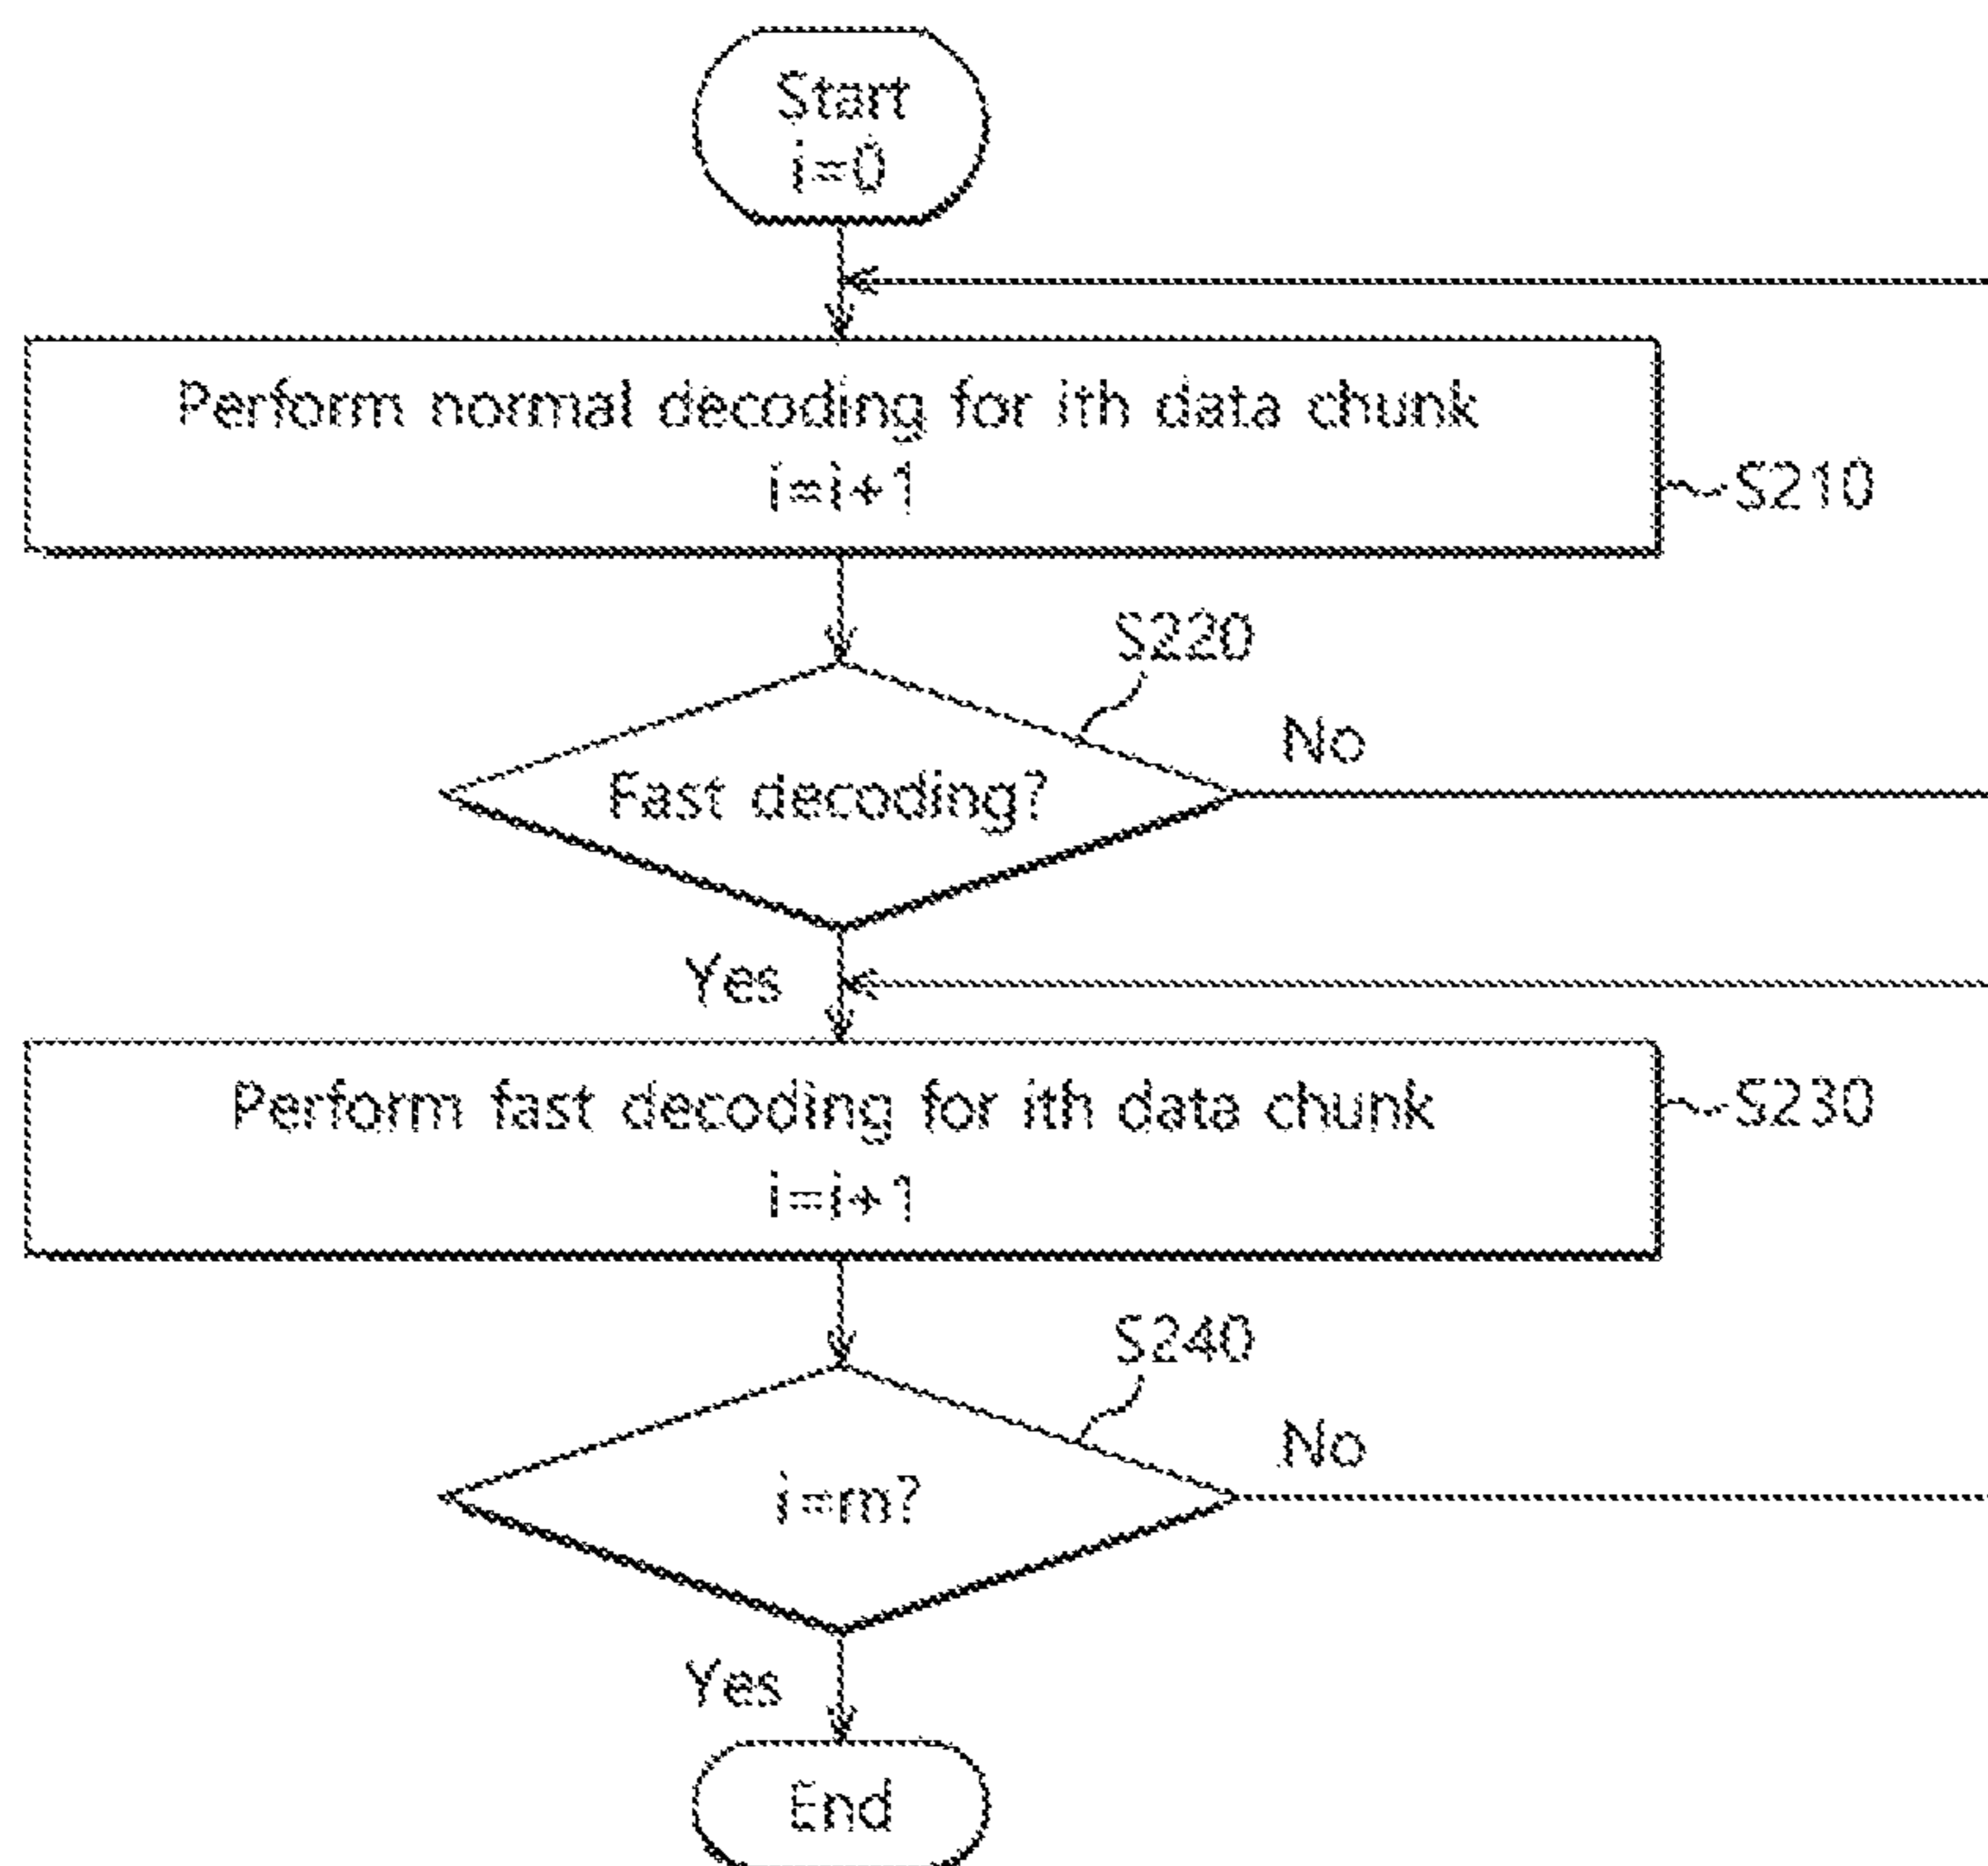 Start
i=0
Perform normal decoding for ith data chunk
i=i+1
S210
S220
Fast decoding?
No
Yes
Perform fast decoding for ith data chunk
i=i+1
S230
S240
i=m?
No
Yes
End